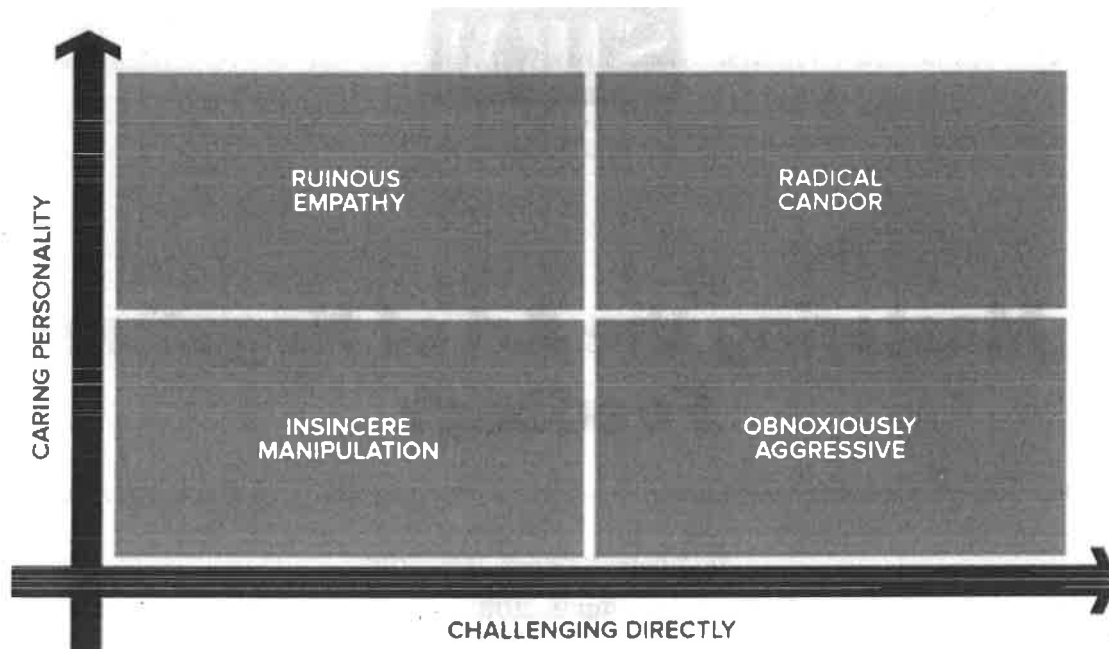 RUINOUS
EMPATHY
RADICAL
CANDOR
CARING PERSONALITY
INSINCERE
MANIPULATION
OBNOXIOUSLY
AGGRESSIVE
CHALLENGING DIRECTLY